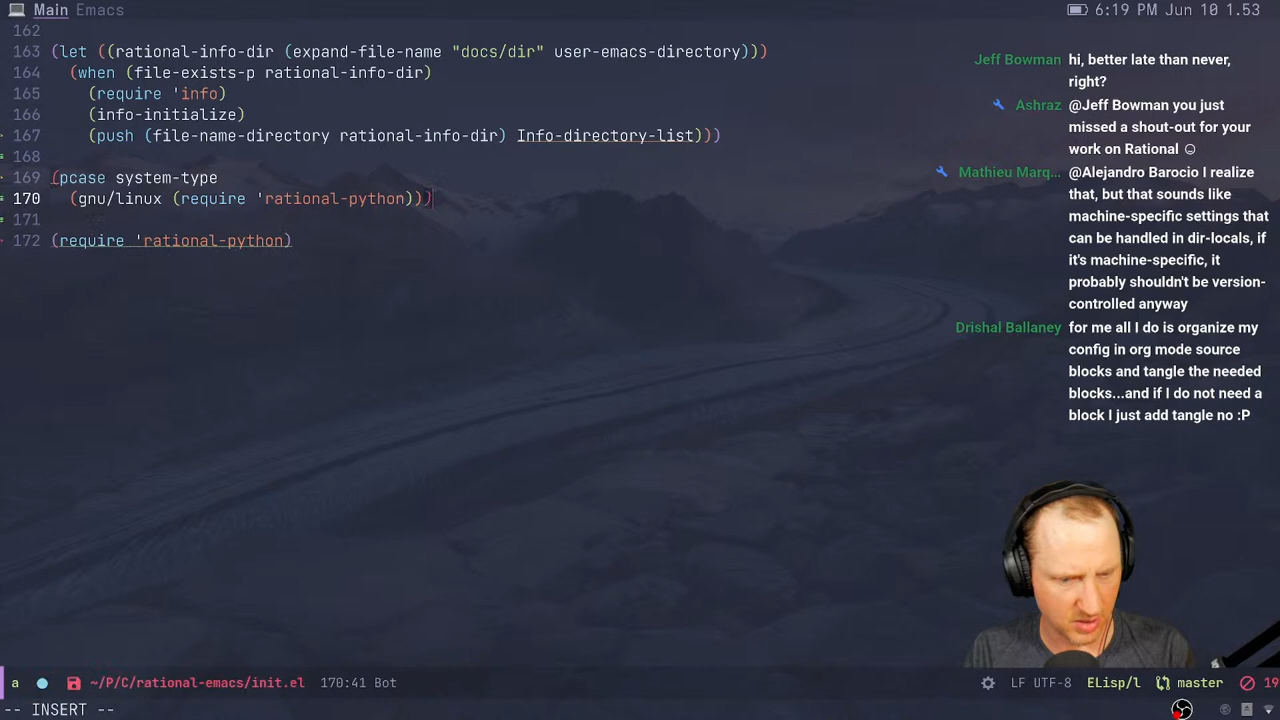 Main Emacs
6:19 PM Jun 10 1.53
162
163 (let ((rational-info-dir (expand-file-name "docs/dir" user-emacs-directory)))
164 (when (file-exists-p rational-info-dir)
165 (require 'info)
166 (info-initialize)
167 (push (file-name-directory rational-info-dir) Info-directory-list)))
168
169 (pcase system-type
170 (gnu/linux (require 'rational-python)))
171
172 (require 'rational-python)
Jeff Bowman hi, better late than never,
right?
Ashraz @Jeff Bowman you just
missed a shout-out for your
work on Rational ☺
Mathieu Marq... @Alejandro Barocio I realize
that, but that sounds like
machine-specific settings that
can be handled in dir-locals, if
it's machine-specific, it
probably shouldn't be version-
controlled anyway
Drishal Ballaney for me all I do is organize my
config in org mode source
blocks and tangle the needed
blocks...and if I do not need a
block I just add tangle no :P
a ~/P/C/rational-emacs/init.el 170:41 Bot
LF UTF-8 ELisp/l master 19
-- INSERT --